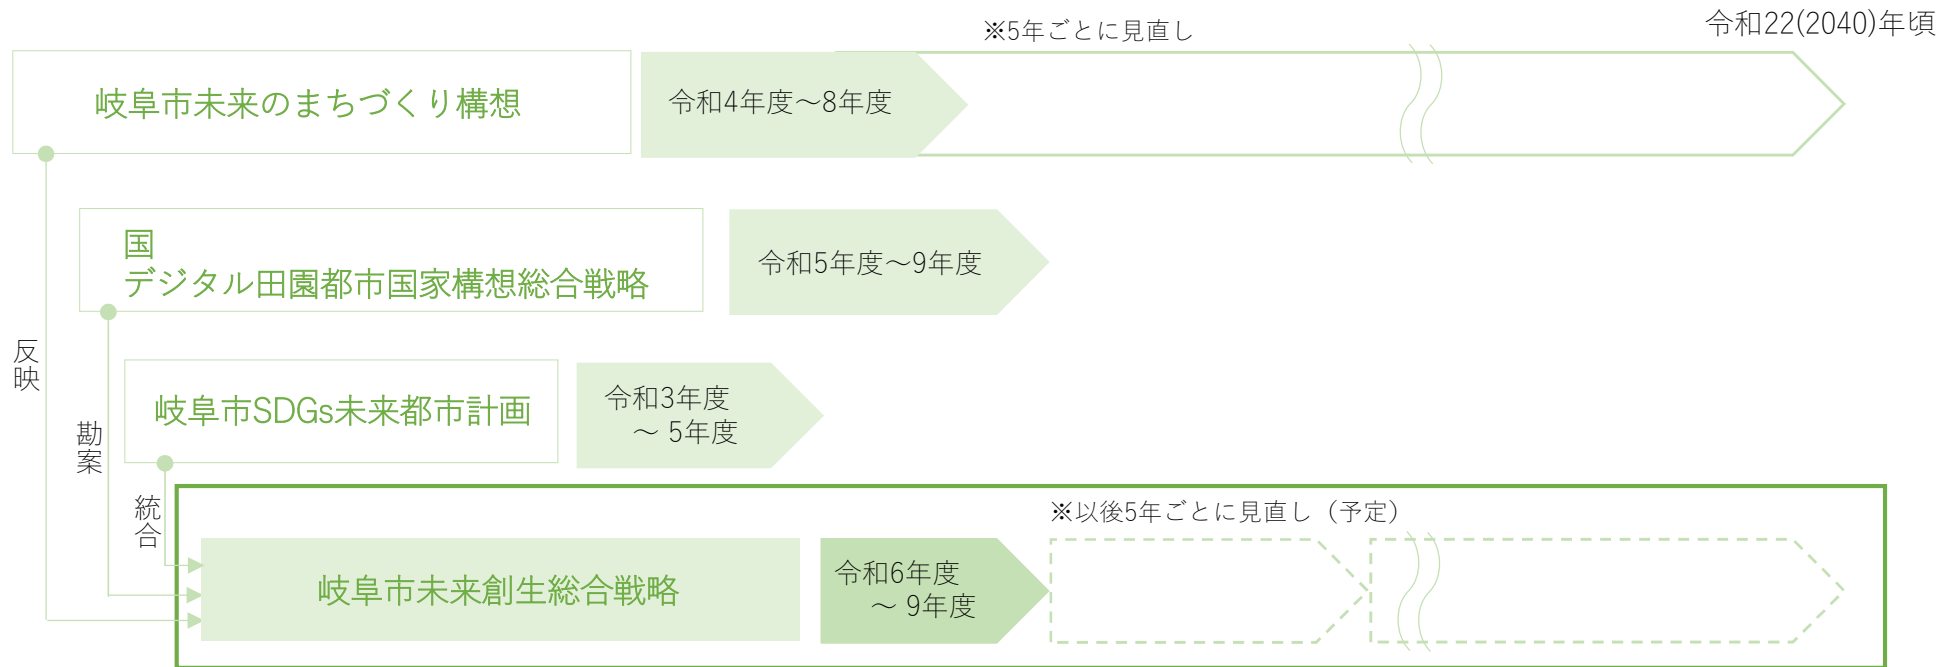 ※5年ごとに見直し
令和22(2040)年頃
岐阜市未来のまちづくり構想
令和4年度～8年度
国
デジタル田園都市国家構想総合戦略
令和5年度～9年度
反映
岐阜市SDGs未来都市計画
令和3年度
～ 5年度
勘案
統合
※以後5年ごとに見直し（予定）
岐阜市未来創生総合戦略
令和6年度
～ 9年度